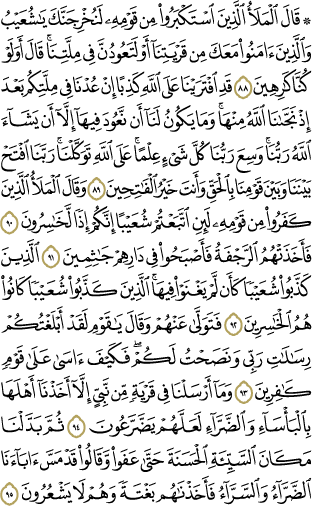 ۞ قَالَ ٱلْمَلَأُ ٱلَّذِينَ ٱسْتَكْبَرُوا۟ مِن قَوْمِهِۦ لَنُخْرِجَنَّكَ يَٰشُعَيْبُ
وَٱلَّذِينَ ءَامَنُوا۟ مَعَكَ مِن قَرْيَتِنَآ أَوْ لَتَعُودُنَّ فِى مِلَّتِنَا ۚ قَالَ أَوَلَوْ
كُنَّا كَٰرِهِينَ ٨٨ قَدِ ٱفْتَرَيْنَا عَلَى ٱللَّهِ كَذِبًا إِنْ عُدْنَا فِى مِلَّتِكُم بَعْدَ
إِذْ نَجَّىٰنَا ٱللَّهُ مِنْهَا ۚ وَمَا يَكُونُ لَنَآ أَن نَّعُودَ فِيهَآ إِلَّآ أَن يَشَآءَ
ٱللَّهُ رَبُّنَا ۚ وَسِعَ رَبُّنَا كُلَّ شَىْءٍ عِلْمًا ۚ عَلَى ٱللَّهِ تَوَكَّلْنَا ۚ رَبَّنَا ٱفْتَحْ
بَيْنَنَا وَبَيْنَ قَوْمِنَا بِٱلْحَقِّ وَأَنتَ خَيْرُ ٱلْفَٰتِحِينَ ٨٩ وَقَالَ ٱلْمَلَأُ ٱلَّذِينَ
كَفَرُوا۟ مِن قَوْمِهِۦ لَئِنِ ٱتَّبَعْتُمْ شُعَيْبًا إِنَّكُمْ إِذًا لَّخَٰسِرُونَ ٩٠
فَأَخَذَتْهُمُ ٱلرَّجْفَةُ فَأَصْبَحُوا۟ فِى دَارِهِمْ جَٰثِمِينَ ٩١ ٱلَّذِينَ
كَذَّبُوا۟ شُعَيْبًا كَأَن لَّمْ يَغْنَوْا۟ فِيهَا ۚ ٱلَّذِينَ كَذَّبُوا۟ شُعَيْبًا كَانُوا۟
هُمُ ٱلْخَٰسِرِينَ ٩٢ فَتَوَلَّىٰ عَنْهُمْ وَقَالَ يَٰقَوْمِ لَقَدْ أَبْلَغْتُكُمْ
رِسَٰلَٰتِ رَبِّى وَنَصَحْتُ لَكُمْ ۖ فَكَيْفَ ءَاسَىٰ عَلَىٰ قَوْمٍ
كَٰفِرِينَ ٩٣ وَمَآ أَرْسَلْنَا فِى قَرْيَةٍ مِّن نَّبِىٍّ إِلَّآ أَخَذْنَآ أَهْلَهَا
بِٱلْبَأْسَآءِ وَٱلضَّرَّآءِ لَعَلَّهُمْ يَضَّرَّعُونَ ٩٤ ثُمَّ بَدَّلْنَا
مَكَانَ ٱلسَّيِّئَةِ ٱلْحَسَنَةَ حَتَّىٰ عَفَوا۟ وَّقَالُوا۟ قَدْ مَسَّ ءَابَآءَنَا
ٱلضَّرَّآءُ وَٱلسَّرَّآءُ فَأَخَذْنَٰهُم بَغْتَةً وَهُمْ لَا يَشْعُرُونَ ٩٥